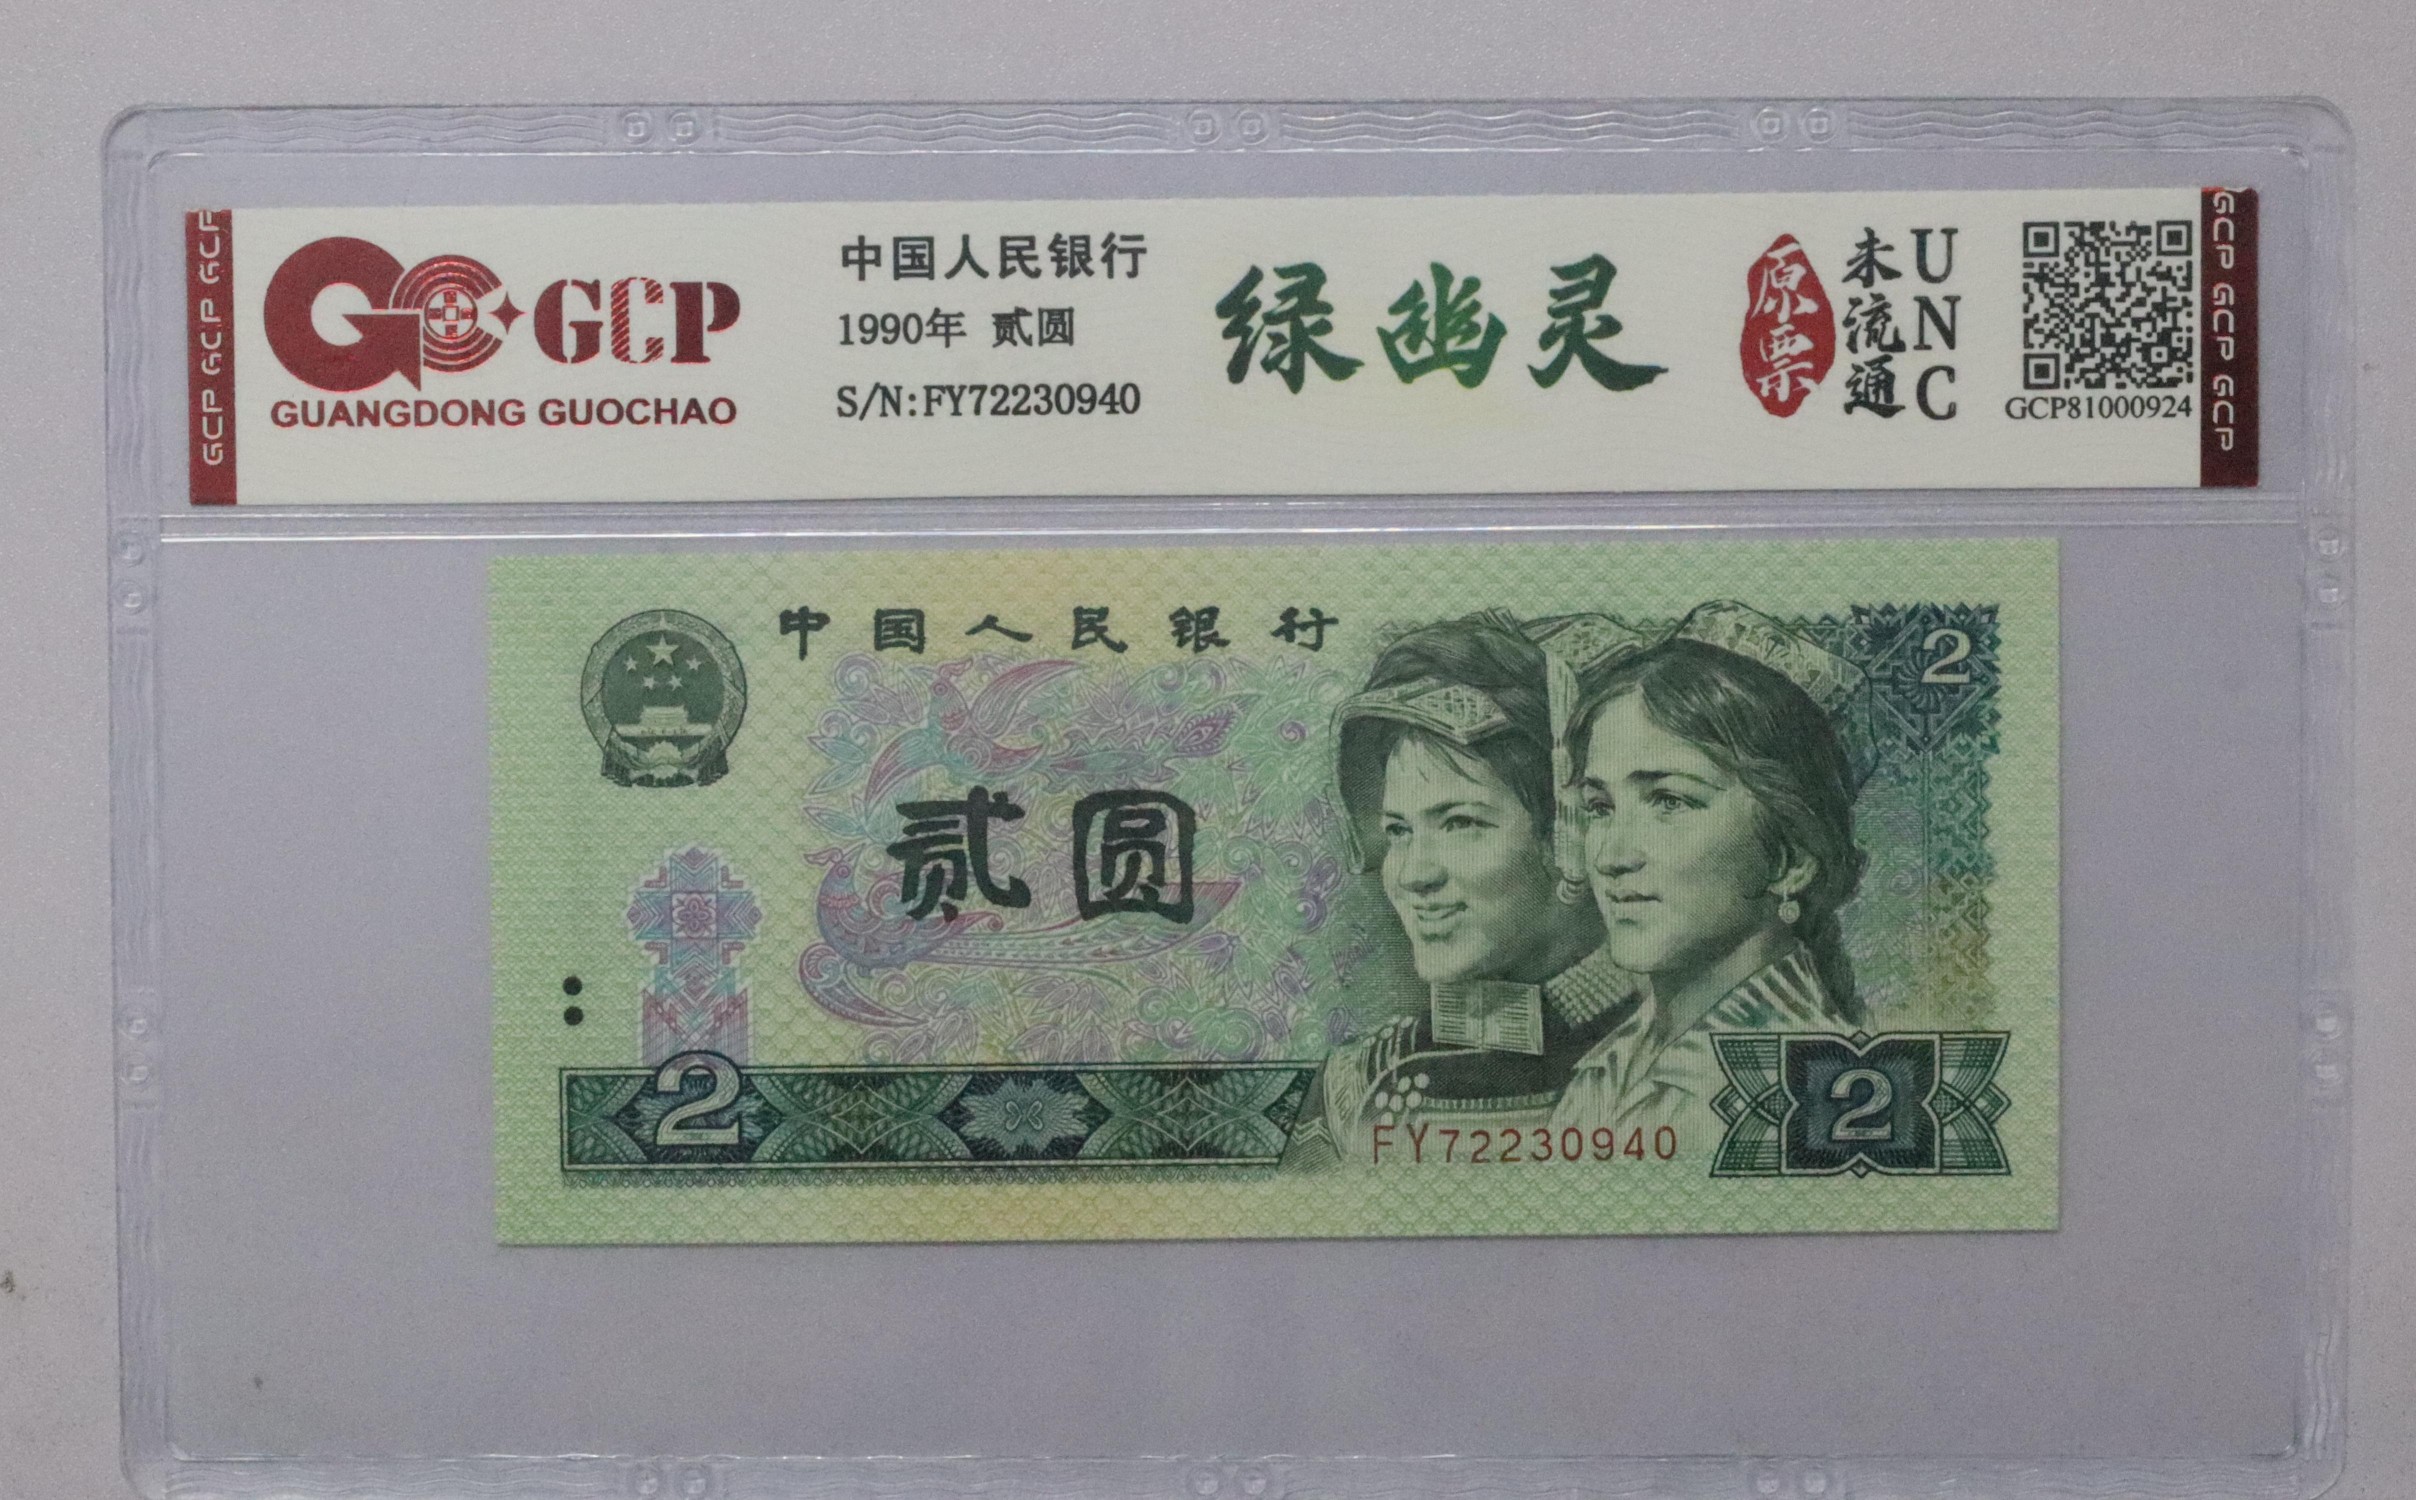 GCP GCP GCP
GCP
GUANGDONG GUOCHAO
中国人民银行
1990年 贰圆
S/N:FY72230940
绿幽灵
原票
未流通
UNC
GCP81000924
GCP GCP GCP
中国人民银行
2
贰圆
2
FY72230940
2